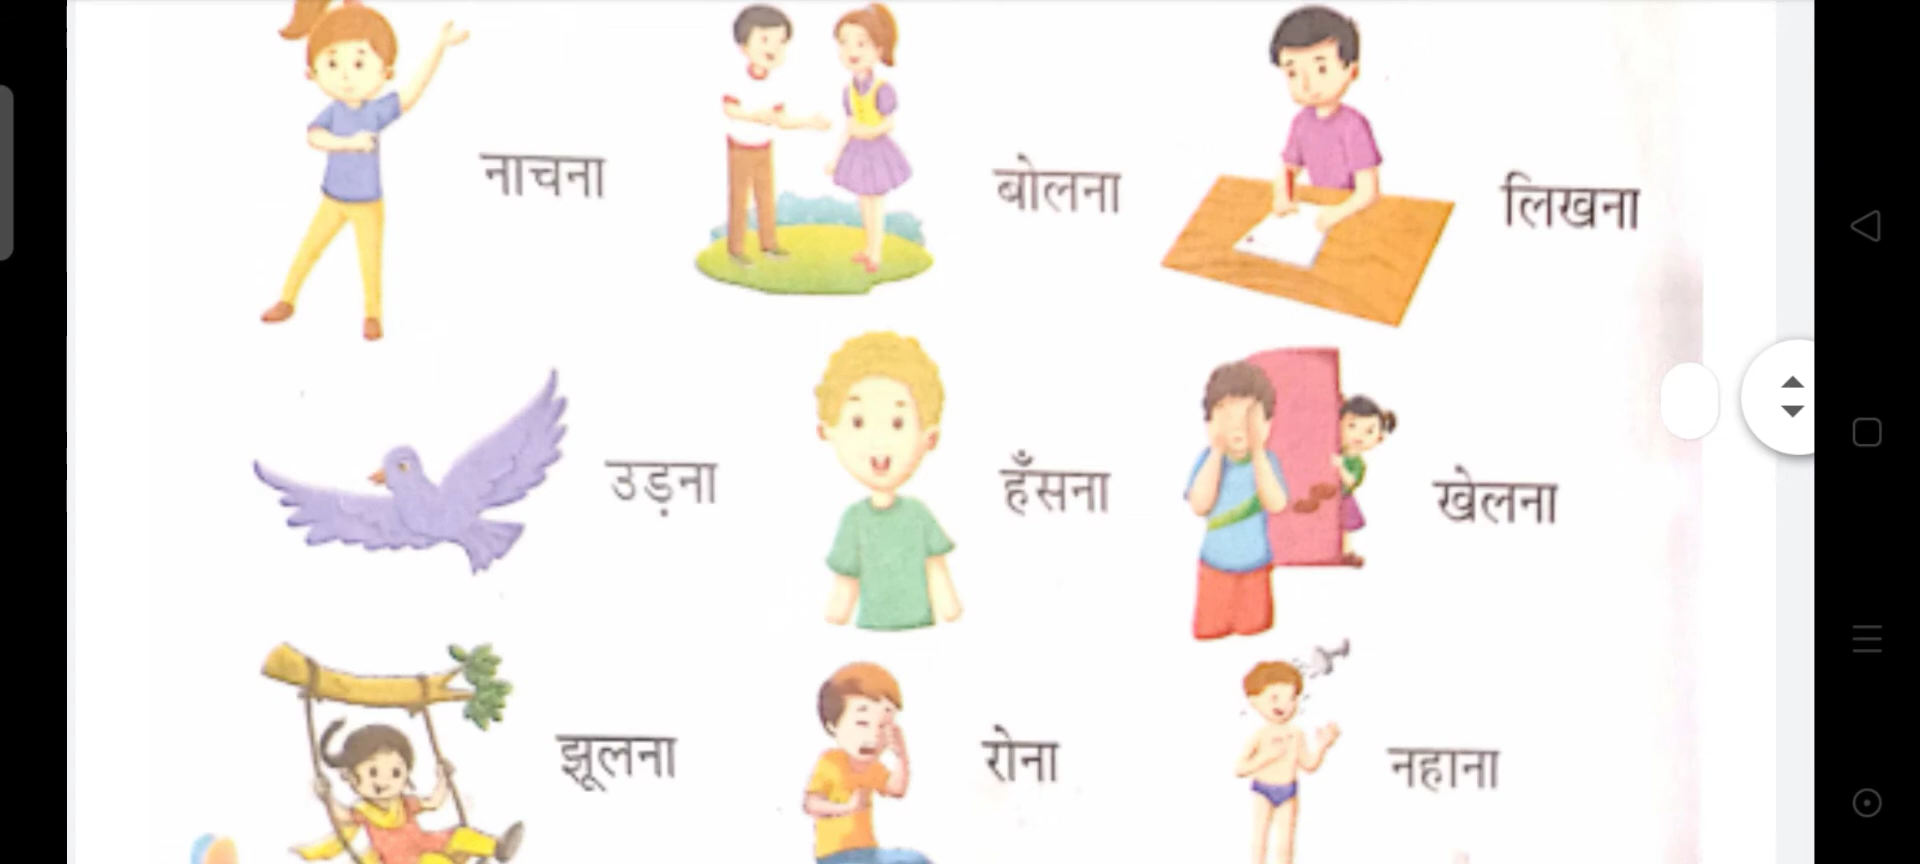 नाचना बोलना लिखना
उड़ना हँसना खेलना
झूलना रोना नहाना